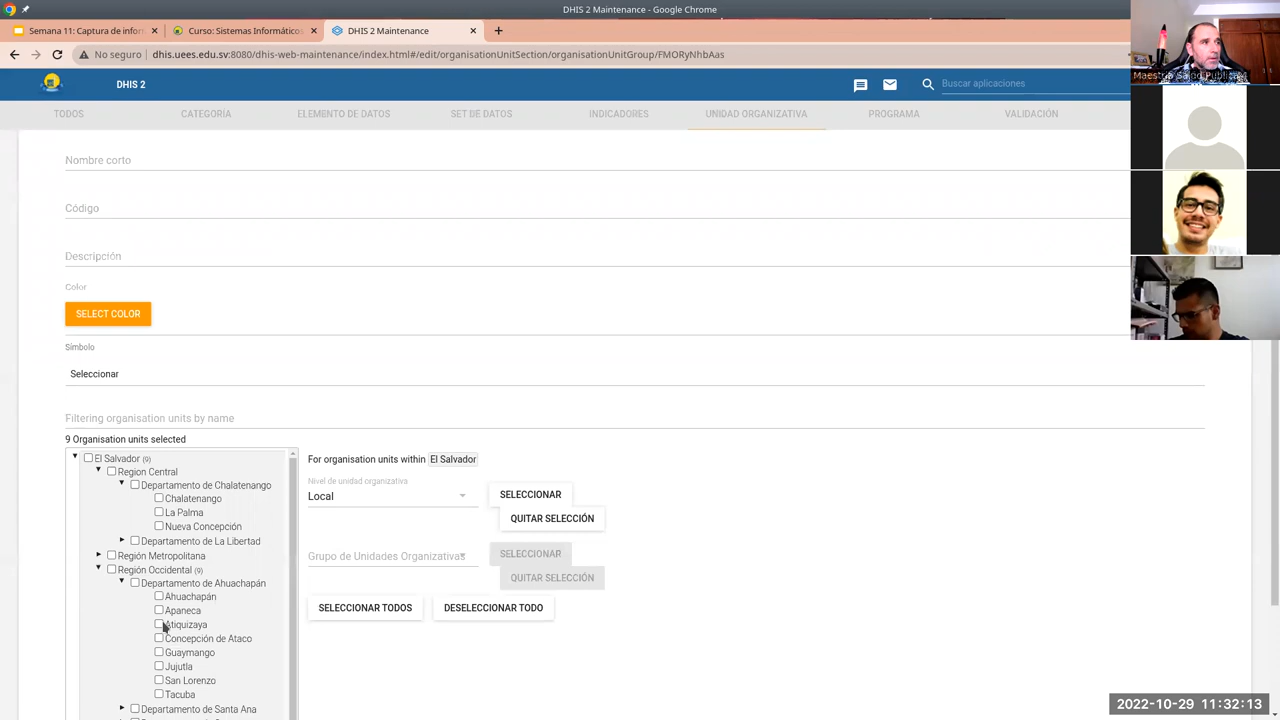 DHIS 2 Maintenance - Google Chrome
Semana 11: Captura de infor
Curso: Sistemas Informático
DHIS 2 Maintenance
No seguro
dhis.uees.edu.sv:8080/dhis-web-maintenance/index.html#/edit/organisationUnitSection/organisationUnitGroup/FMORyNhbAas
Maestría Salud Pública
DHIS 2
Buscar aplicaciones
TODOS
CATEGORÍA
ELEMENTO DE DATOS
SET DE DATOS
INDICADORES
UNIDAD ORGANIZATIVA
PROGRAMA
VALIDACIÓN
Nombre corto
Código
Descripción
Color
SELECT COLOR
Símbolo
Seleccionar
Filtering organisation units by name
9 Organisation units selected
El Salvador (9)
Region Central
Departamento de Chalatenango
Chalatenango
La Palma
Nueva Concepción
Departamento de La Libertad
Región Metropolitana
Región Occidental (9)
Departamento de Ahuachapán
Ahuachapán
Apaneca
Atiquizaya
Concepción de Ataco
Guaymango
Jujutla
San Lorenzo
Tacuba
Departamento de Santa Ana
For organisation units within El Salvador
Nivel de unidad organizativa
Local
SELECCIONAR
QUITAR SELECCIÓN
Grupo de Unidades Organizativas
SELECCIONAR
QUITAR SELECCIÓN
SELECCIONAR TODOS
DESELECCIONAR TODO
2022-10-29 11:32:13